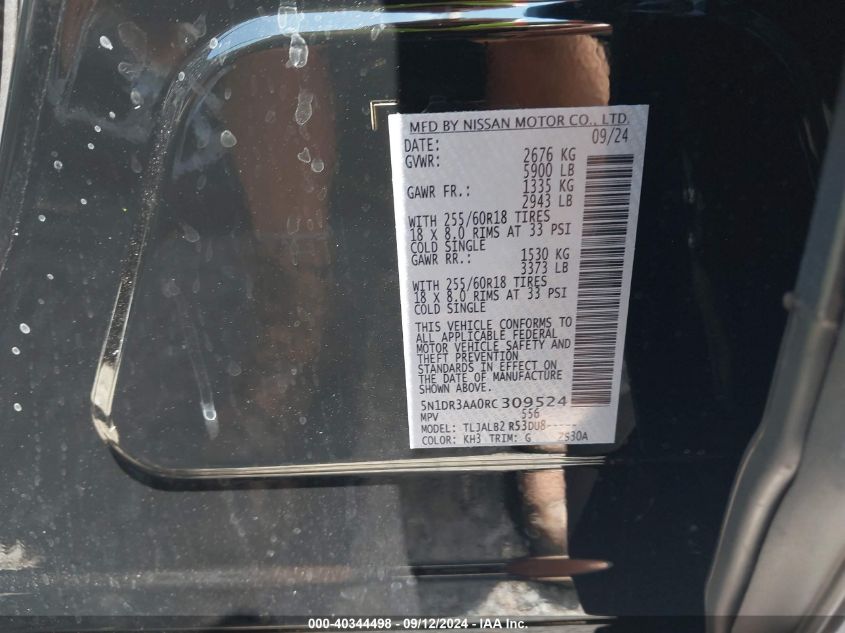 MFD BY NISSAN MOTOR CO., LTD.
DATE: 09/24
GVWR: 2676 KG
5900 LB
GAWR FR.: 1335 KG
2943 LB
WITH 255/60R18 TIRES
18 X 8.0 RIMS AT 33 PSI
COLD SINGLE
GAWR RR.: 1530 KG
3373 LB
WITH 255/60R18 TIRES
18 X 8.0 RIMS AT 33 PSI
COLD SINGLE
THIS VEHICLE CONFORMS TO
ALL APPLICABLE FEDERAL
MOTOR VEHICLE SAFETY AND
THEFT PREVENTION
STANDARDS IN EFFECT ON
THE DATE OF MANUFACTURE
SHOWN ABOVE.
5N1DR3AA0RC309524
MPV 556
MODEL: TLJALB2 R53DU8-----
COLOR: KH3 TRIM: G
000-40344498 - 09/12/2024 - IAA Inc.